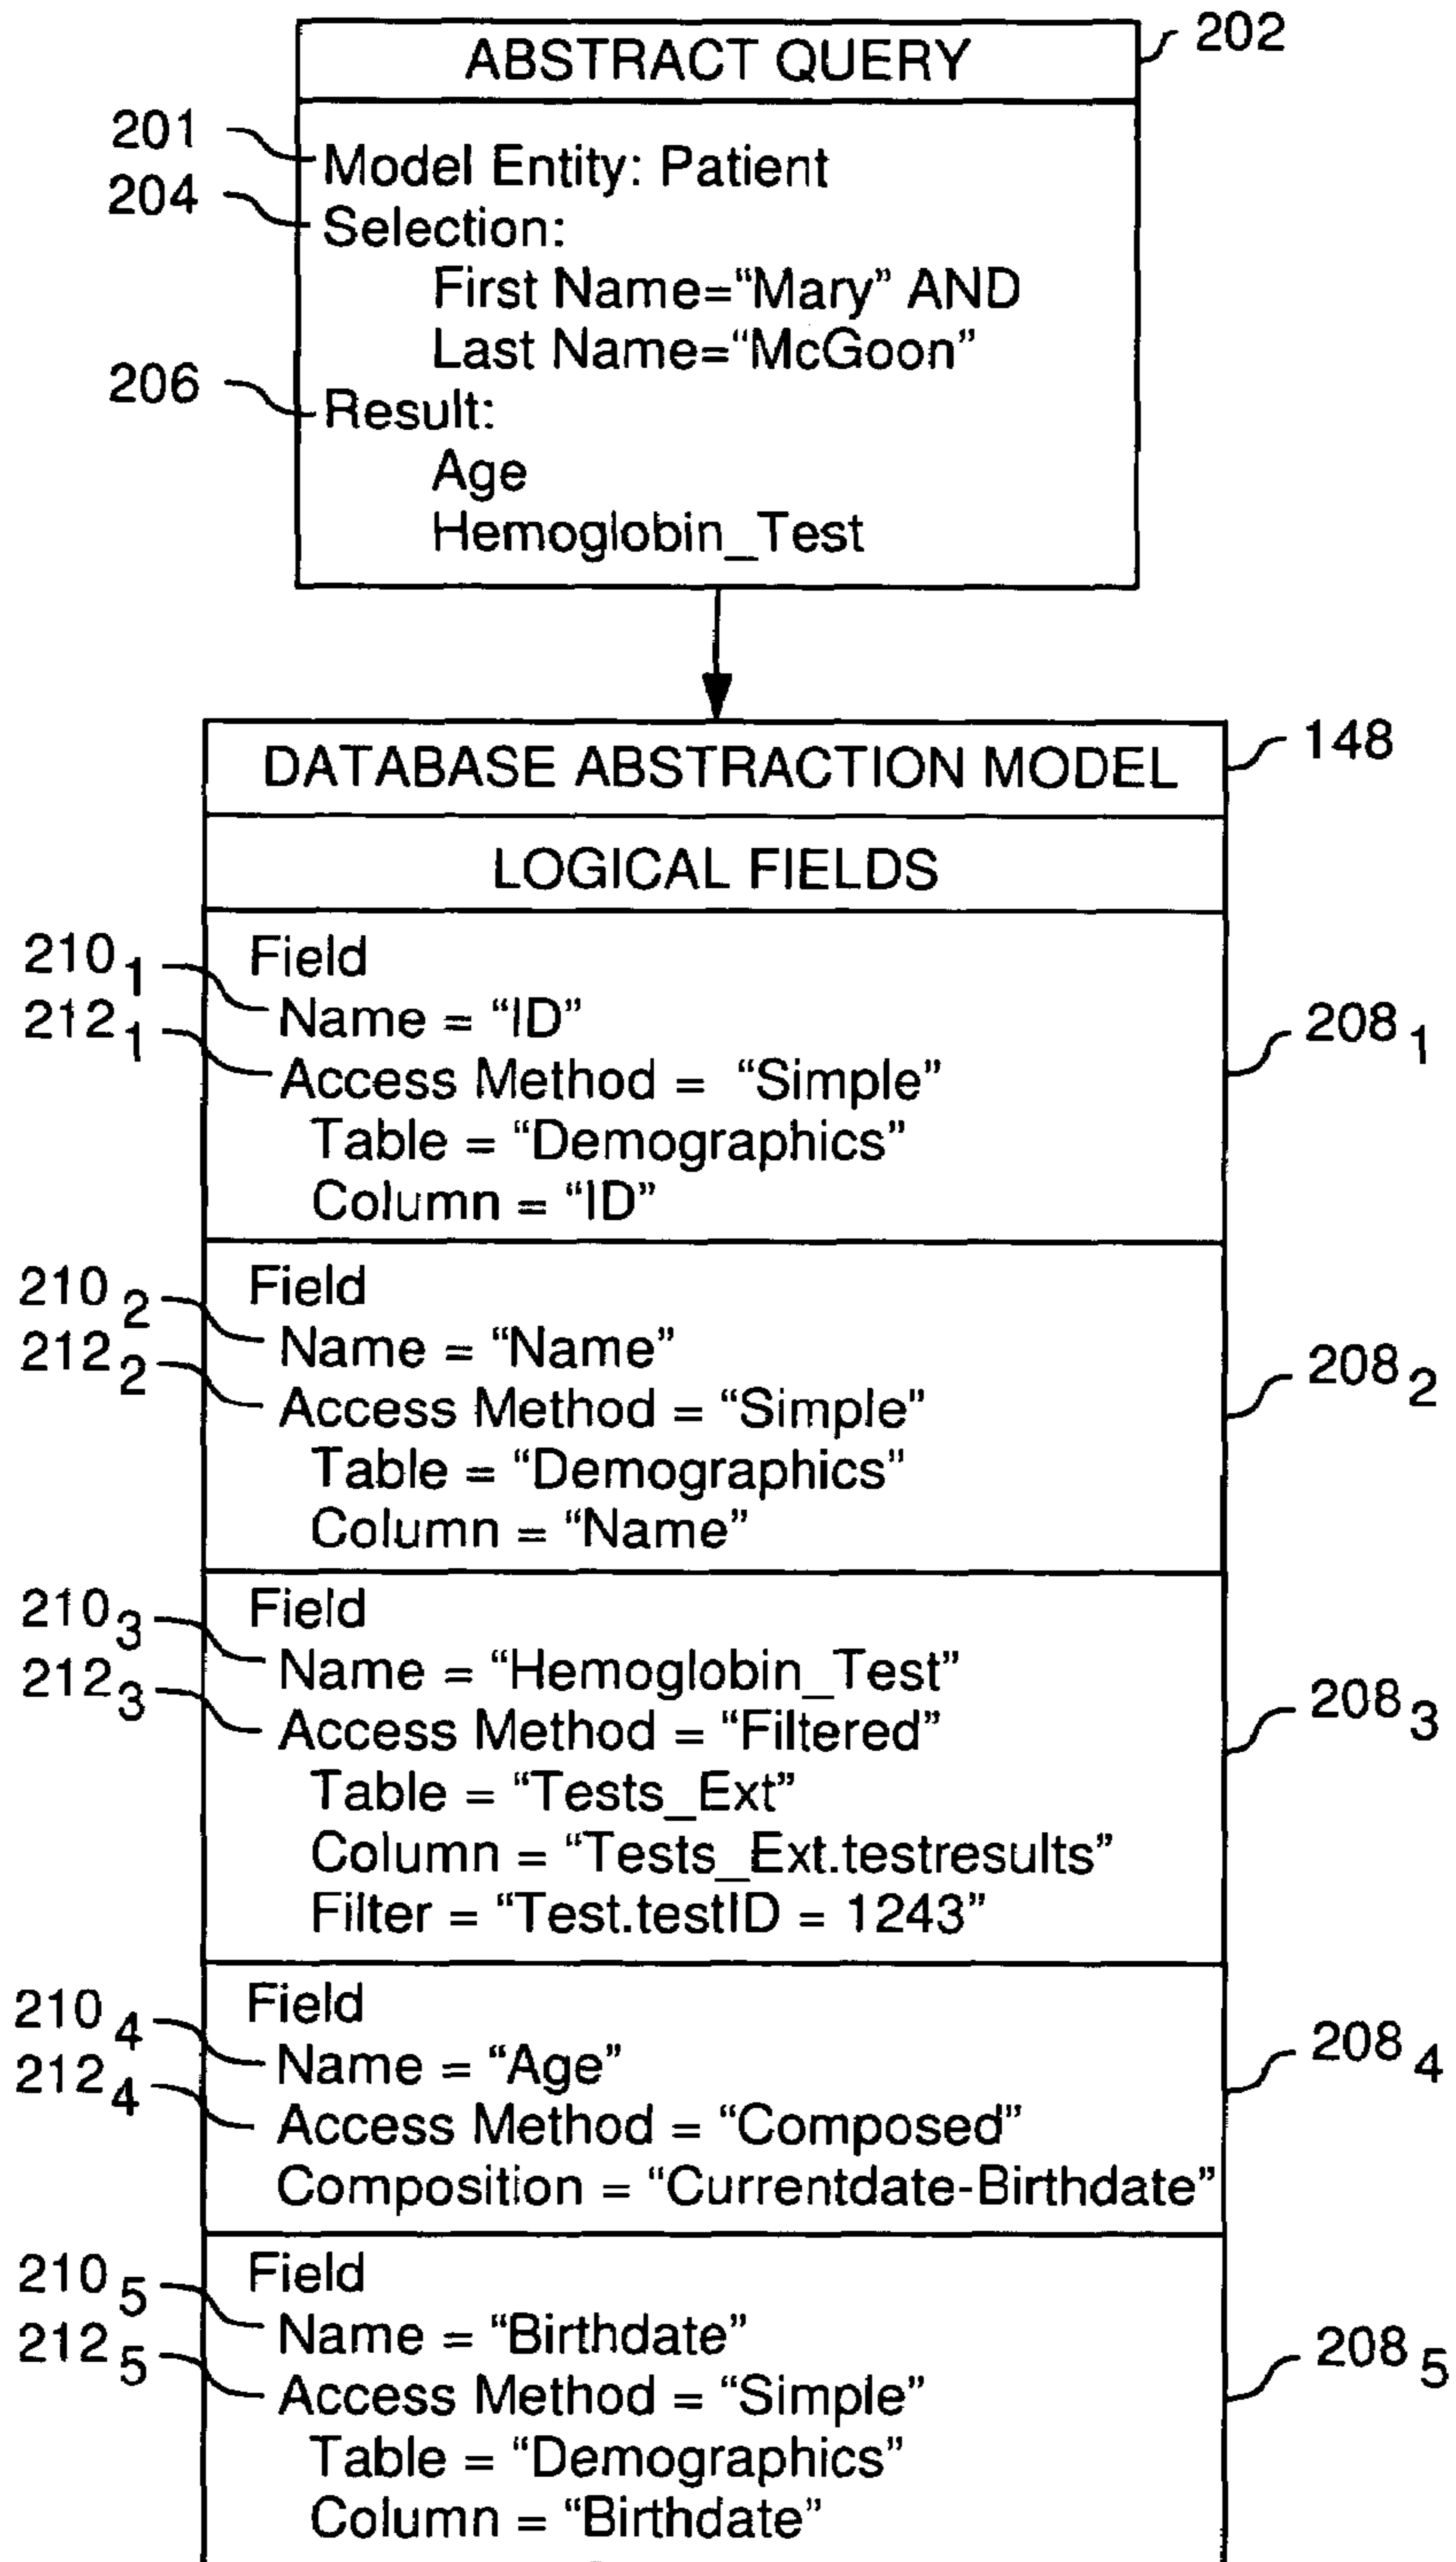 ABSTRACT QUERY
202
201
Model Entity: Patient
204
Selection:
First Name=“Mary” AND
Last Name=“McGoon”
206
Result:
Age
Hemoglobin_Test
DATABASE ABSTRACTION MODEL
148
LOGICAL FIELDS
210 1
Field
Name = “ID”
212 1
Access Method = “Simple”
208 1
Table = “Demographics”
Column = “ID”
210 2
Field
Name = “Name”
212 2
Access Method = “Simple”
208 2
Table = “Demographics”
Column = “Name”
210 3
Field
Name = “Hemoglobin_Test”
212 3
Access Method = “Filtered”
208 3
Table = “Tests_Ext”
Column = “Tests_Ext.testresults”
Filter = “Test.testID = 1243”
210 4
Field
Name = “Age”
212 4
Access Method = “Composed”
208 4
Composition = “Currentdate-Birthdate”
210 5
Field
Name = “Birthdate”
212 5
Access Method = “Simple”
208 5
Table = “Demographics”
Column = “Birthdate”